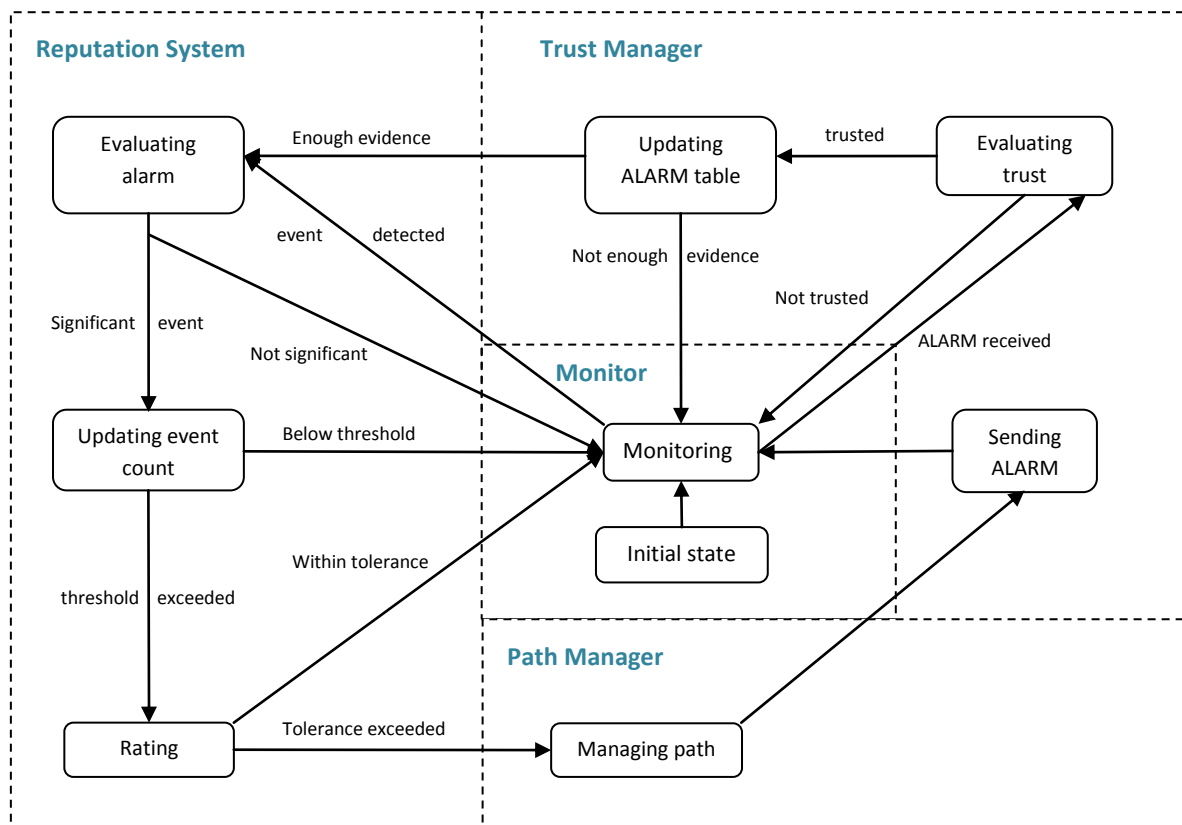 Reputation System
Trust Manager
Evaluating
alarm
Enough evidence
Updating
ALARM table
trusted
Evaluating
trust
event detected
Not enough evidence
Not trusted
Significant event
Not significant
ALARM received
Monitor
Updating event
count
Below threshold
Monitoring
Sending
ALARM
Initial state
Within tolerance
threshold exceeded
Path Manager
Rating
Tolerance exceeded
Managing path